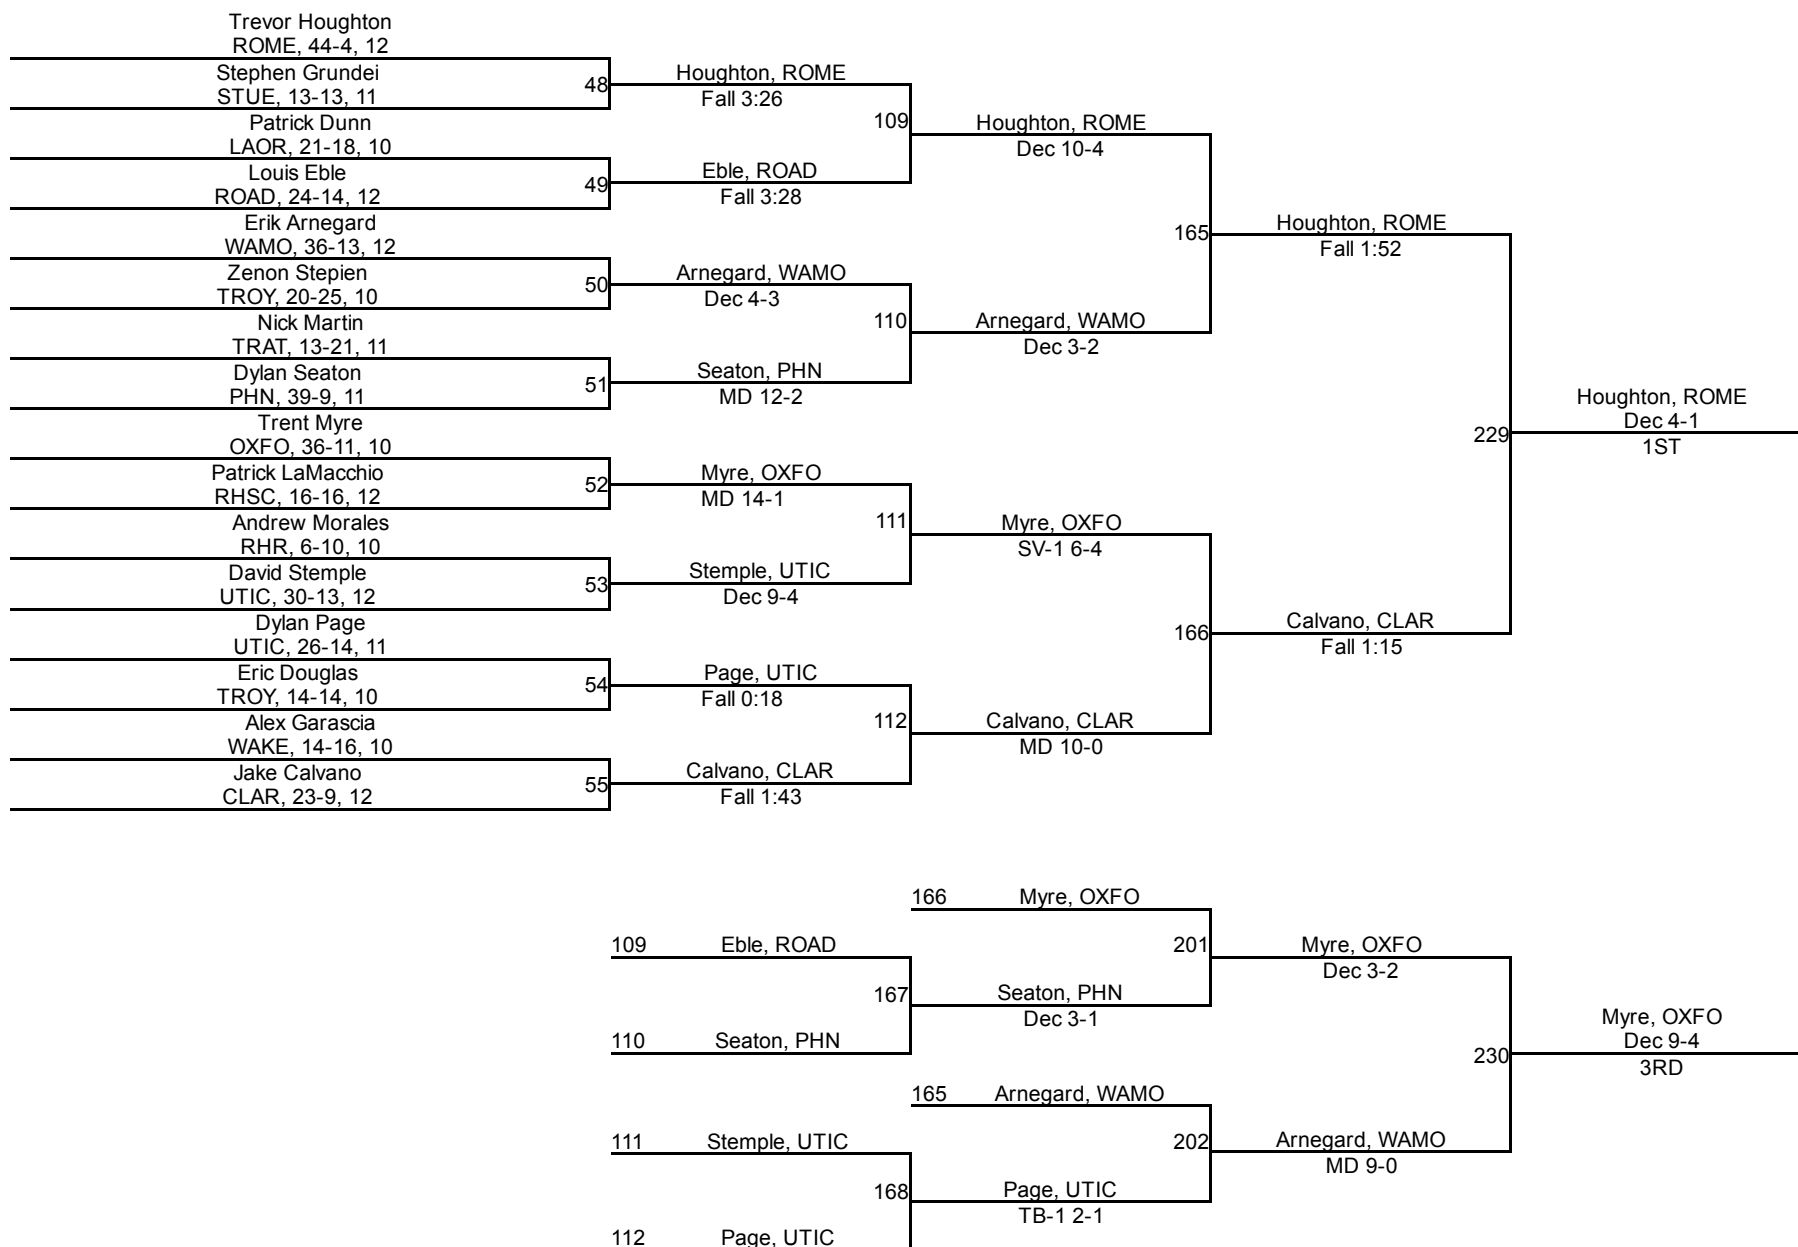 Trevor Houghton
ROME, 44-4, 12
Stephen Grundei
STUE, 13-13, 11
48
Houghton, ROME
Fall 3:26
Patrick Dunn
LAOR, 21-18, 10
109
Houghton, ROME
Dec 10-4
Louis Eble
ROAD, 24-14, 12
49
Eble, ROAD
Fall 3:28
Erik Arnegard
WAMO, 36-13, 12
165
Houghton, ROME
Fall 1:52
Zenon Stepien
TROY, 20-25, 10
50
Arnegard, WAMO
Dec 4-3
Nick Martin
TRAT, 13-21, 11
110
Arnegard, WAMO
Dec 3-2
Dylan Seaton
PHN, 39-9, 11
51
Seaton, PHN
MD 12-2
Trent Myre
OXFO, 36-11, 10
229
Houghton, ROME
Dec 4-1
1ST
Patrick LaMacchio
RHSC, 16-16, 12
52
Myre, OXFO
MD 14-1
Andrew Morales
RHR, 6-10, 10
111
Myre, OXFO
SV-1 6-4
David Stemple
UTIC, 30-13, 12
53
Stemple, UTIC
Dec 9-4
Dylan Page
UTIC, 26-14, 11
166
Calvano, CLAR
Fall 1:15
Eric Douglas
TROY, 14-14, 10
54
Page, UTIC
Fall 0:18
Alex Garascia
WAKE, 14-16, 10
112
Calvano, CLAR
MD 10-0
Jake Calvano
CLAR, 23-9, 12
55
Calvano, CLAR
Fall 1:43
166 Myre, OXFO
109 Eble, ROAD
201
Myre, OXFO
Dec 3-2
167
Seaton, PHN
Dec 3-1
110 Seaton, PHN
230
Myre, OXFO
Dec 9-4
3RD
165 Arnegard, WAMO
111 Stemple, UTIC
202
Arnegard, WAMO
MD 9-0
168
Page, UTIC
TB-1 2-1
112 Page, UTIC